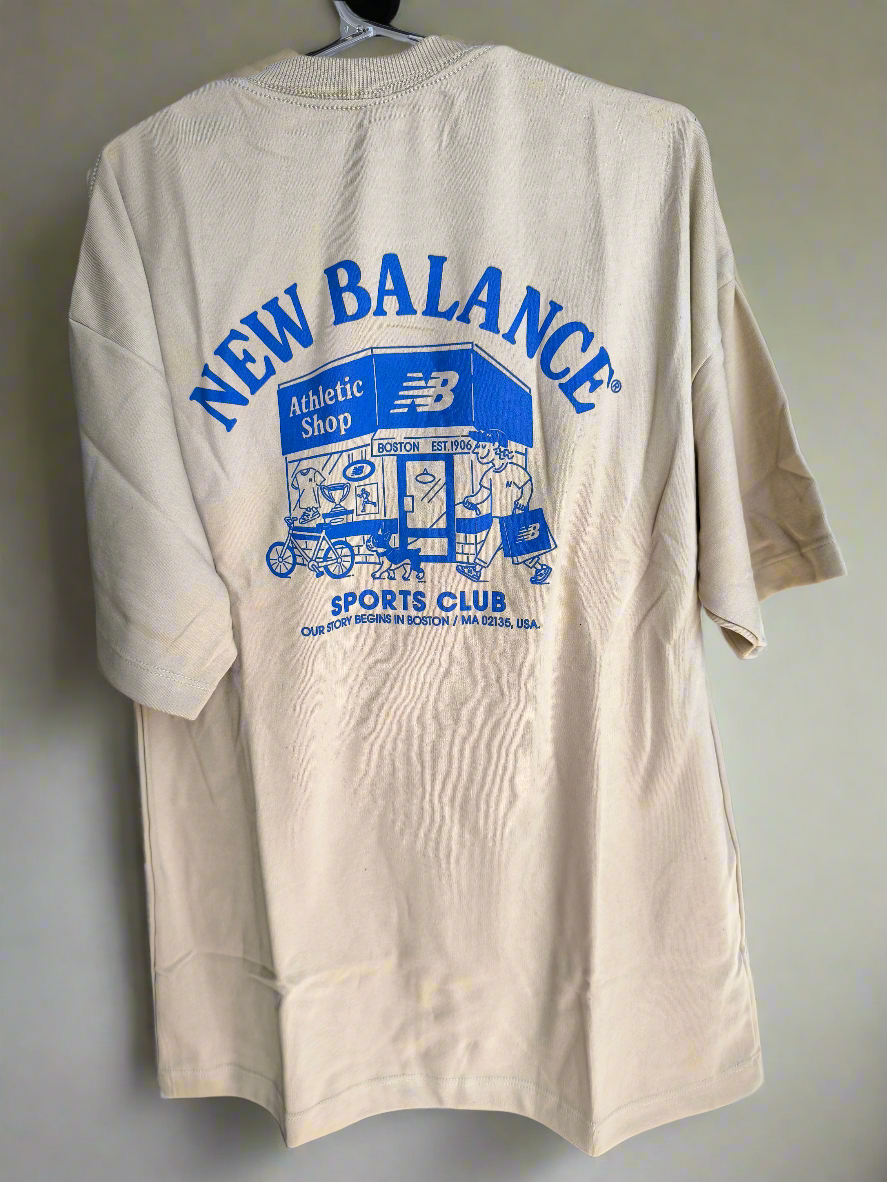 NEW BALANCE®
Athletic
Shop
NB
BOSTON EST.1906
NB
N
N
NB
SPORTS CLUB
OUR STORY BEGINS IN BOSTON / MA 02135, USA.